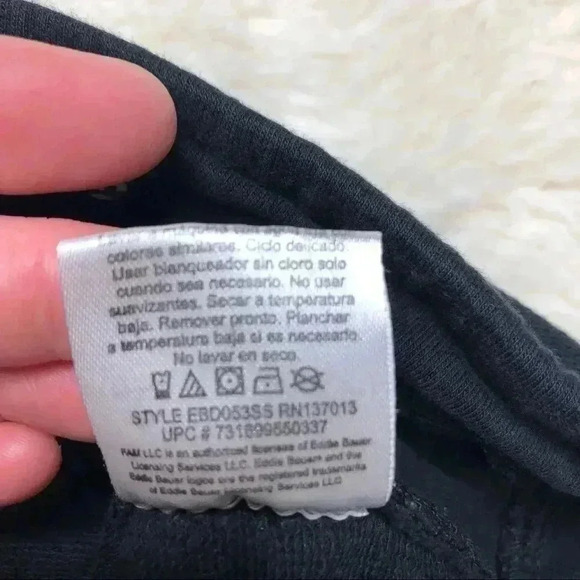 máquina con agua
colores similares. Ciclo delicado.
Usar blanqueador sin cloro solo
cuando sea necesario. No usar
suavizantes. Secar a temperatura
baja. Remover pronto. Planchar
a temperatura baja si es necesario.
No lavar en seco.
STYLE EBD053SS RN137013
UPC # 731899550337
F&M LLC is an authorized licensee of Eddie Bauer
Licensing Services LLC. Eddie Bauer and the
Eddie Bauer logos are the registered trademarks
of Eddie Bauer Licensing Services LLC